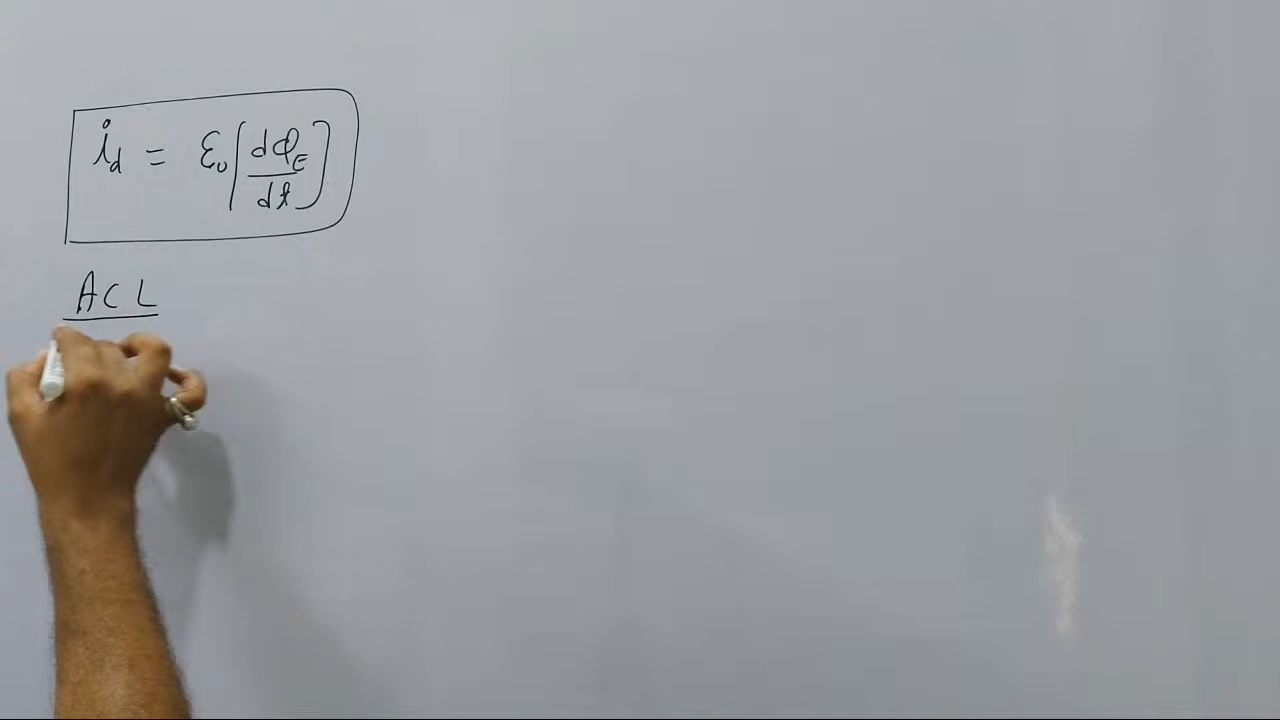 i_d = ε₀(dΦ_E/dt)
ACL